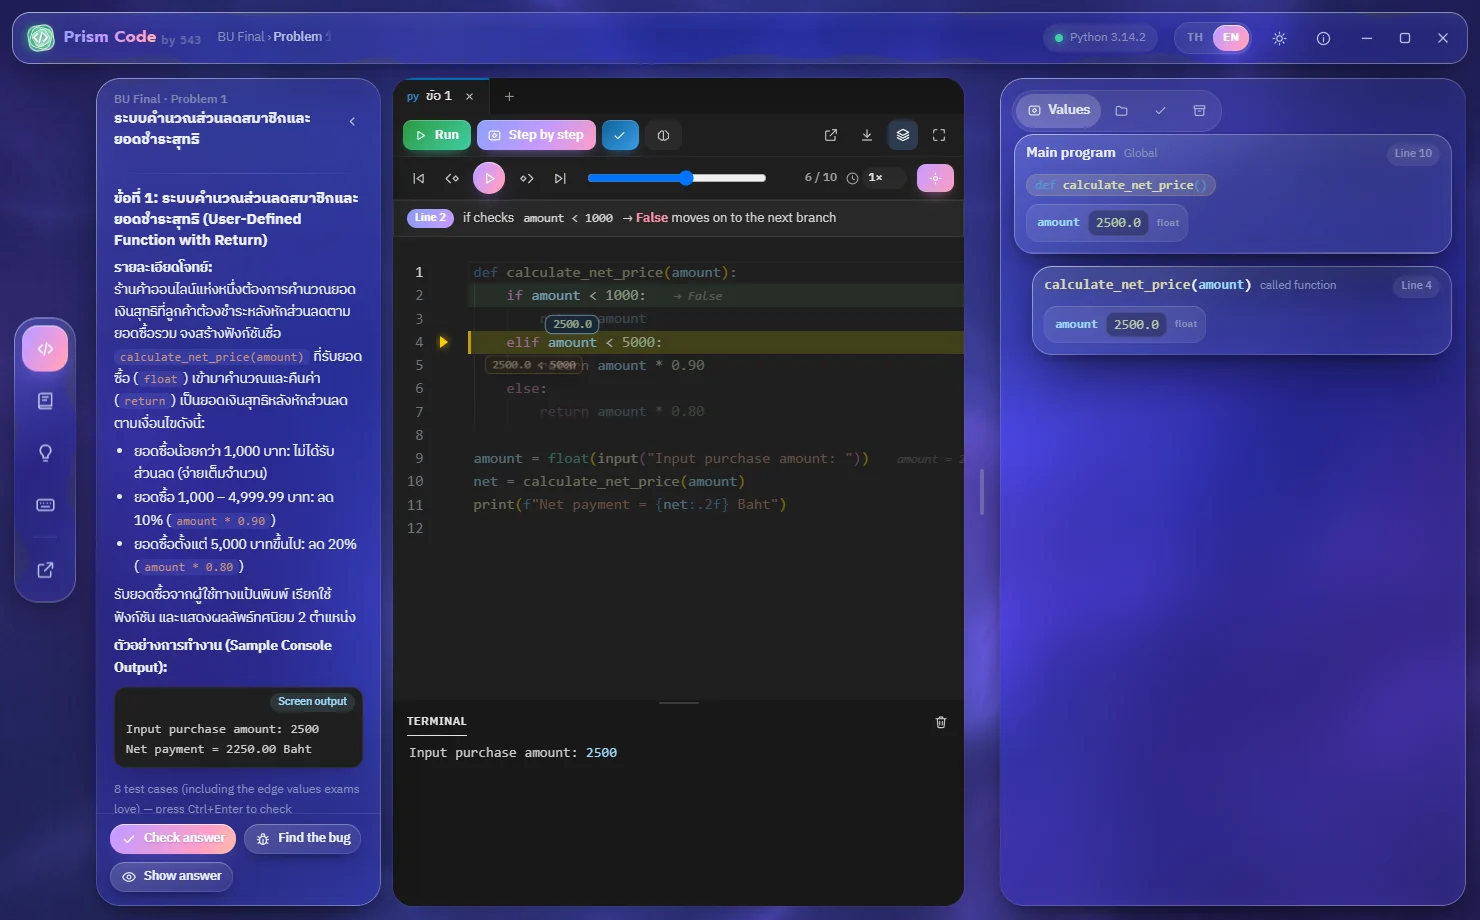 Prism Code by 543
BU Final › Problem
Python 3.14.2
TH EN
BU Final · Problem 1
ระบบคำนวณส่วนลดสมาชิกและ
ยอดชำระสุทธิ
ข้อที่ 1: ระบบคำนวณส่วนลดสมาชิกและ
ยอดชำระสุทธิ (User-Defined
Function with Return)
รายละเอียดโจทย์:
ร้านค้าออนไลน์แห่งหนึ่งต้องการคำนวณยอด
เงินสุทธิที่ลูกค้าต้องชำระหลังหักส่วนลดตาม
ยอดซื้อรวม จงสร้างฟังก์ชันชื่อ
calculate_net_price(amount) ที่รับยอด
ซื้อ ( float ) เข้ามาคำนวณและคืนค่า
( return ) เป็นยอดเงินสุทธิหลังหักส่วนลด
ตามเงื่อนไขดังนี้:
• ยอดซื้อน้อยกว่า 1,000 บาท: ไม่ได้รับ
ส่วนลด (จ่ายเต็มจำนวน)
• ยอดซื้อ 1,000 – 4,999.99 บาท: ลด
10% ( amount * 0.90 )
• ยอดซื้อตั้งแต่ 5,000 บาทขึ้นไป: ลด 20%
( amount * 0.80 )
รับยอดซื้อจากผู้ใช้ทางแป้นพิมพ์ เรียกใช้
ฟังก์ชัน และแสดงผลลัพธ์ทศนิยม 2 ตำแหน่ง
ตัวอย่างการทำงาน (Sample Console
Output):
Screen output
Input purchase amount: 2500
Net payment = 2250.00 Baht
8 test cases (including the edge values exams
love) — press Ctrl+Enter to check
Check answer
Find the bug
Show answer
py ข้อ 1
Run
Step by step
6 / 10
1×
Line 2 if checks amount < 1000 → False moves on to the next branch
1 def calculate_net_price(amount):
2 if amount < 1000: → False
3 amount
2500.0
4 elif amount < 5000:
2500.0 < 5000
5 amount * 0.90
6 else:
7 return amount * 0.80
8
9 amount = float(input("Input purchase amount: ")) amount = 2
10 net = calculate_net_price(amount)
11 print(f"Net payment = {net:.2f} Baht")
12
TERMINAL
Input purchase amount: 2500
Values
Main program Global Line 10
def calculate_net_price()
amount 2500.0 float
calculate_net_price(amount) called function Line 4
amount 2500.0 float